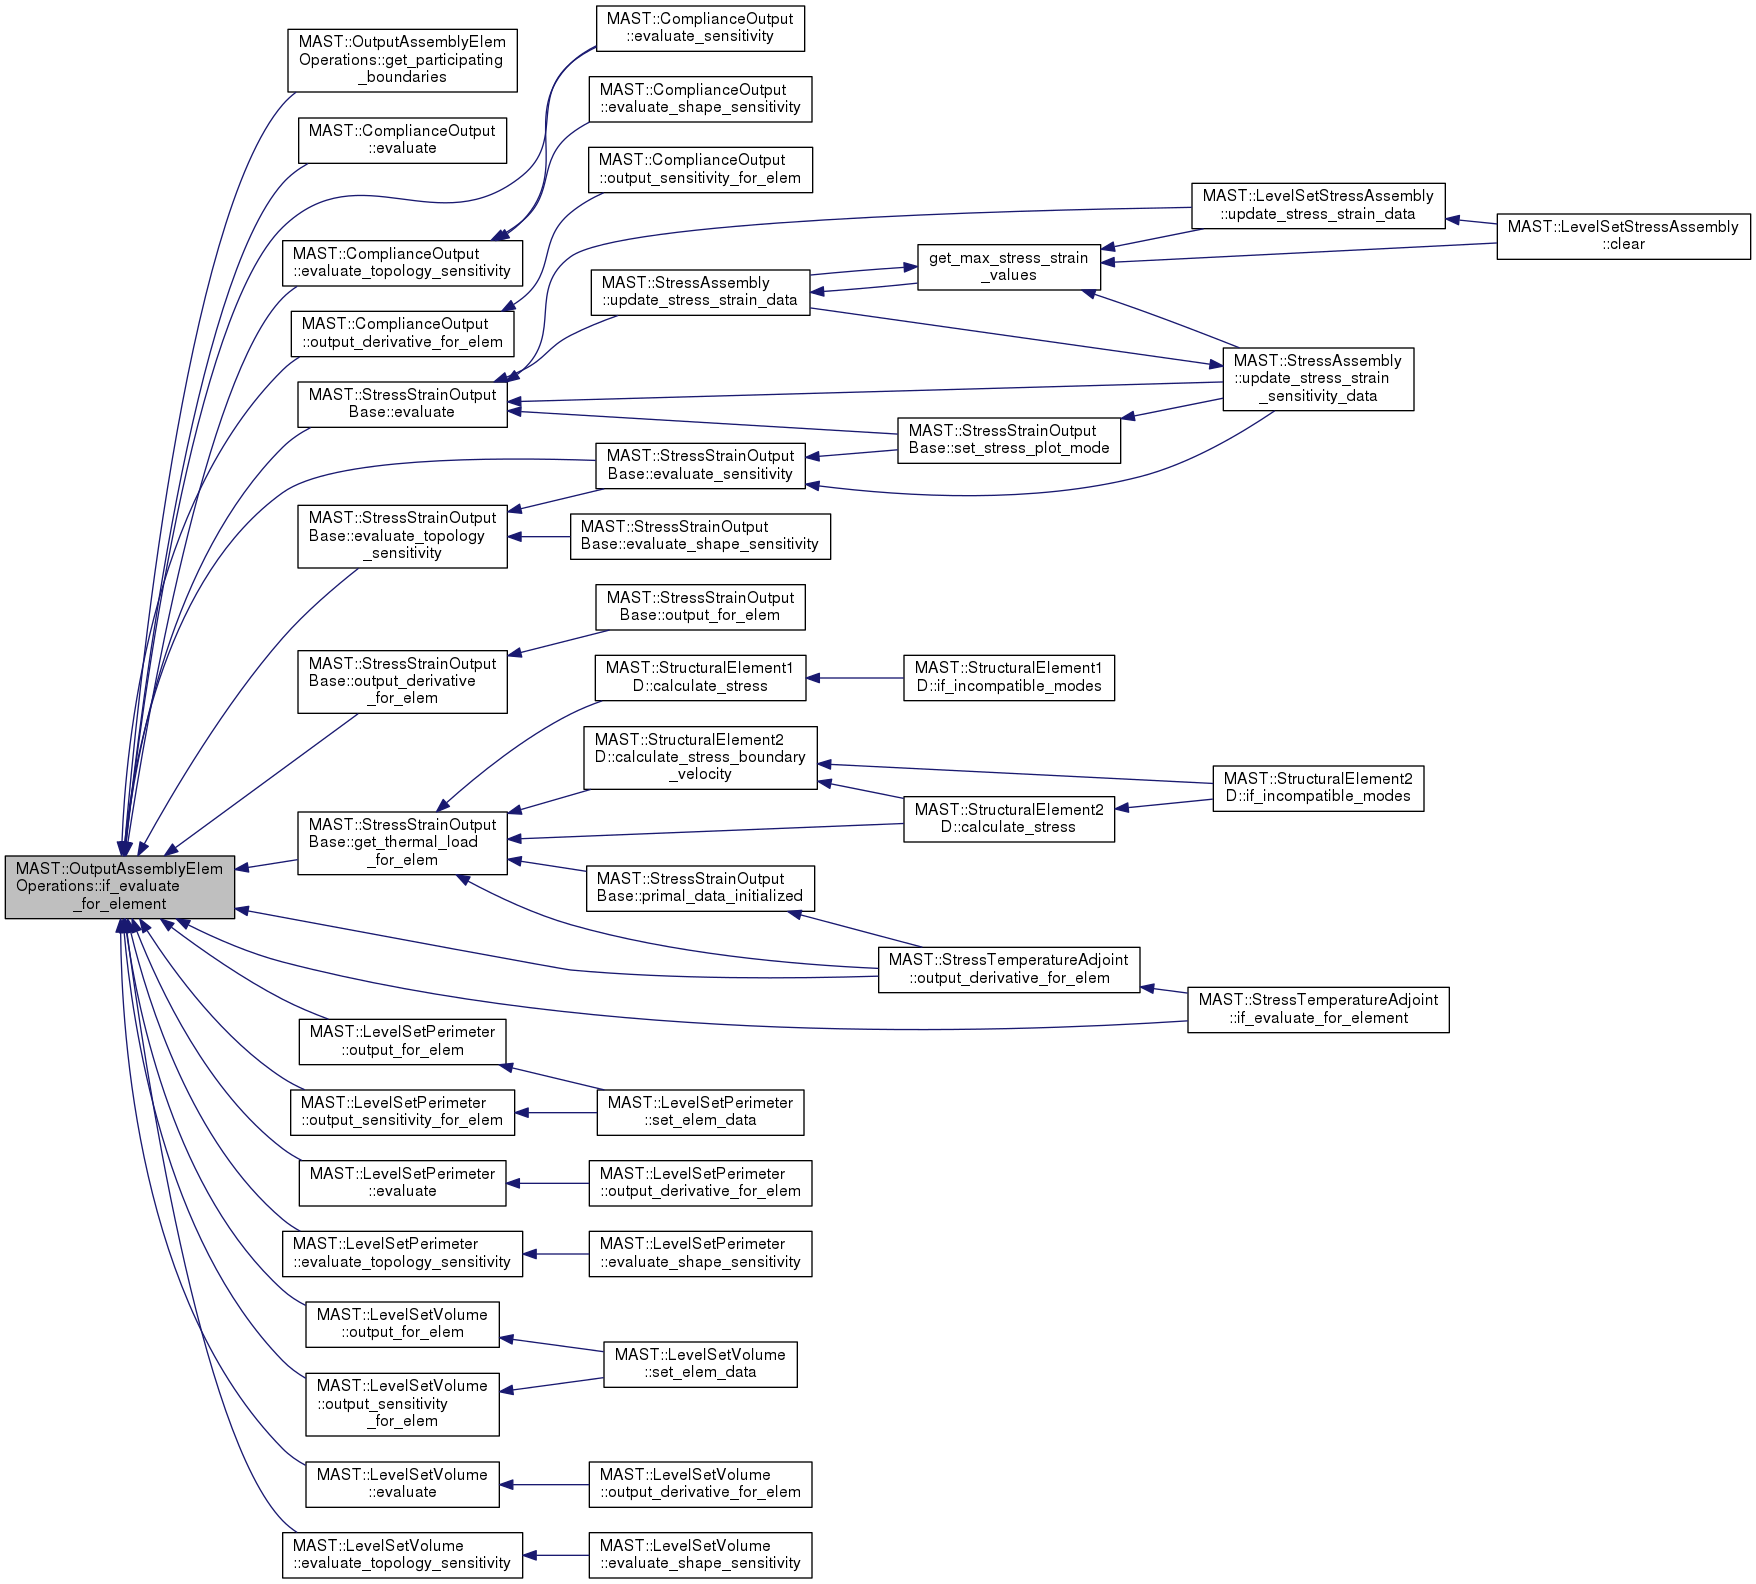 MAST::OutputAssemblyElem
Operations::get_participating
_boundaries
MAST::ComplianceOutput
::evaluate
MAST::ComplianceOutput
::evaluate_topology_sensitivity
MAST::ComplianceOutput
::output_derivative_for_elem
MAST::StressStrainOutput
Base::evaluate
MAST::StressStrainOutput
Base::evaluate_topology
_sensitivity
MAST::StressStrainOutput
Base::output_derivative
_for_elem
MAST::StressStrainOutput
Base::get_thermal_load
_for_elem
MAST::OutputAssemblyElem
Operations::if_evaluate
_for_element
MAST::LevelSetPerimeter
::output_for_elem
MAST::LevelSetPerimeter
::output_sensitivity_for_elem
MAST::LevelSetPerimeter
::evaluate
MAST::LevelSetPerimeter
::evaluate_topology_sensitivity
MAST::LevelSetVolume
::output_for_elem
MAST::LevelSetVolume
::output_sensitivity
_for_elem
MAST::LevelSetVolume
::evaluate
MAST::LevelSetVolume
::evaluate_topology_sensitivity
MAST::ComplianceOutput
::evaluate_sensitivity
MAST::ComplianceOutput
::evaluate_shape_sensitivity
MAST::ComplianceOutput
::output_sensitivity_for_elem
MAST::StressAssembly
::update_stress_strain_data
MAST::StressStrainOutput
Base::evaluate_sensitivity
MAST::StressStrainOutput
Base::evaluate_shape_sensitivity
MAST::StressStrainOutput
Base::output_for_elem
MAST::StructuralElement1
D::calculate_stress
MAST::StructuralElement2
D::calculate_stress_boundary
_velocity
MAST::StressStrainOutput
Base::primal_data_initialized
MAST::LevelSetPerimeter
::set_elem_data
MAST::LevelSetPerimeter
::output_derivative_for_elem
MAST::LevelSetPerimeter
::evaluate_shape_sensitivity
MAST::LevelSetVolume
::set_elem_data
MAST::LevelSetVolume
::output_derivative_for_elem
MAST::LevelSetVolume
::evaluate_shape_sensitivity
get_max_stress_strain
_values
MAST::StressStrainOutput
Base::set_stress_plot_mode
MAST::StructuralElement1
D::if_incompatible_modes
MAST::StructuralElement2
D::calculate_stress
MAST::StressTemperatureAdjoint
::output_derivative_for_elem
MAST::LevelSetStressAssembly
::update_stress_strain_data
MAST::StressAssembly
::update_stress_strain
_sensitivity_data
MAST::StructuralElement2
D::if_incompatible_modes
MAST::StressTemperatureAdjoint
::if_evaluate_for_element
MAST::LevelSetStressAssembly
::clear